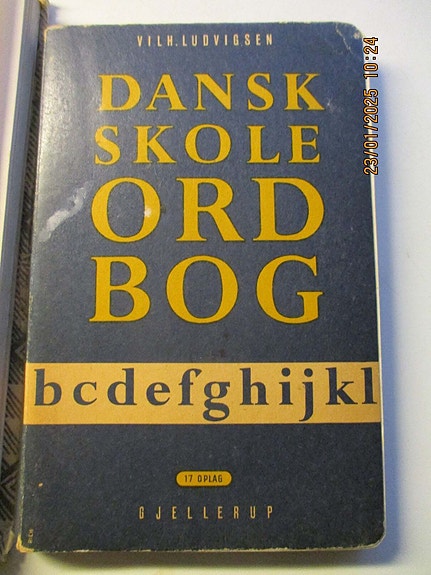 VILH. LUDVIGSEN
DANSK
SKOLE
ORD
BOG
bcdefghijkl
17 OPLAG
GJELLERUP
23/01/2025 10:24